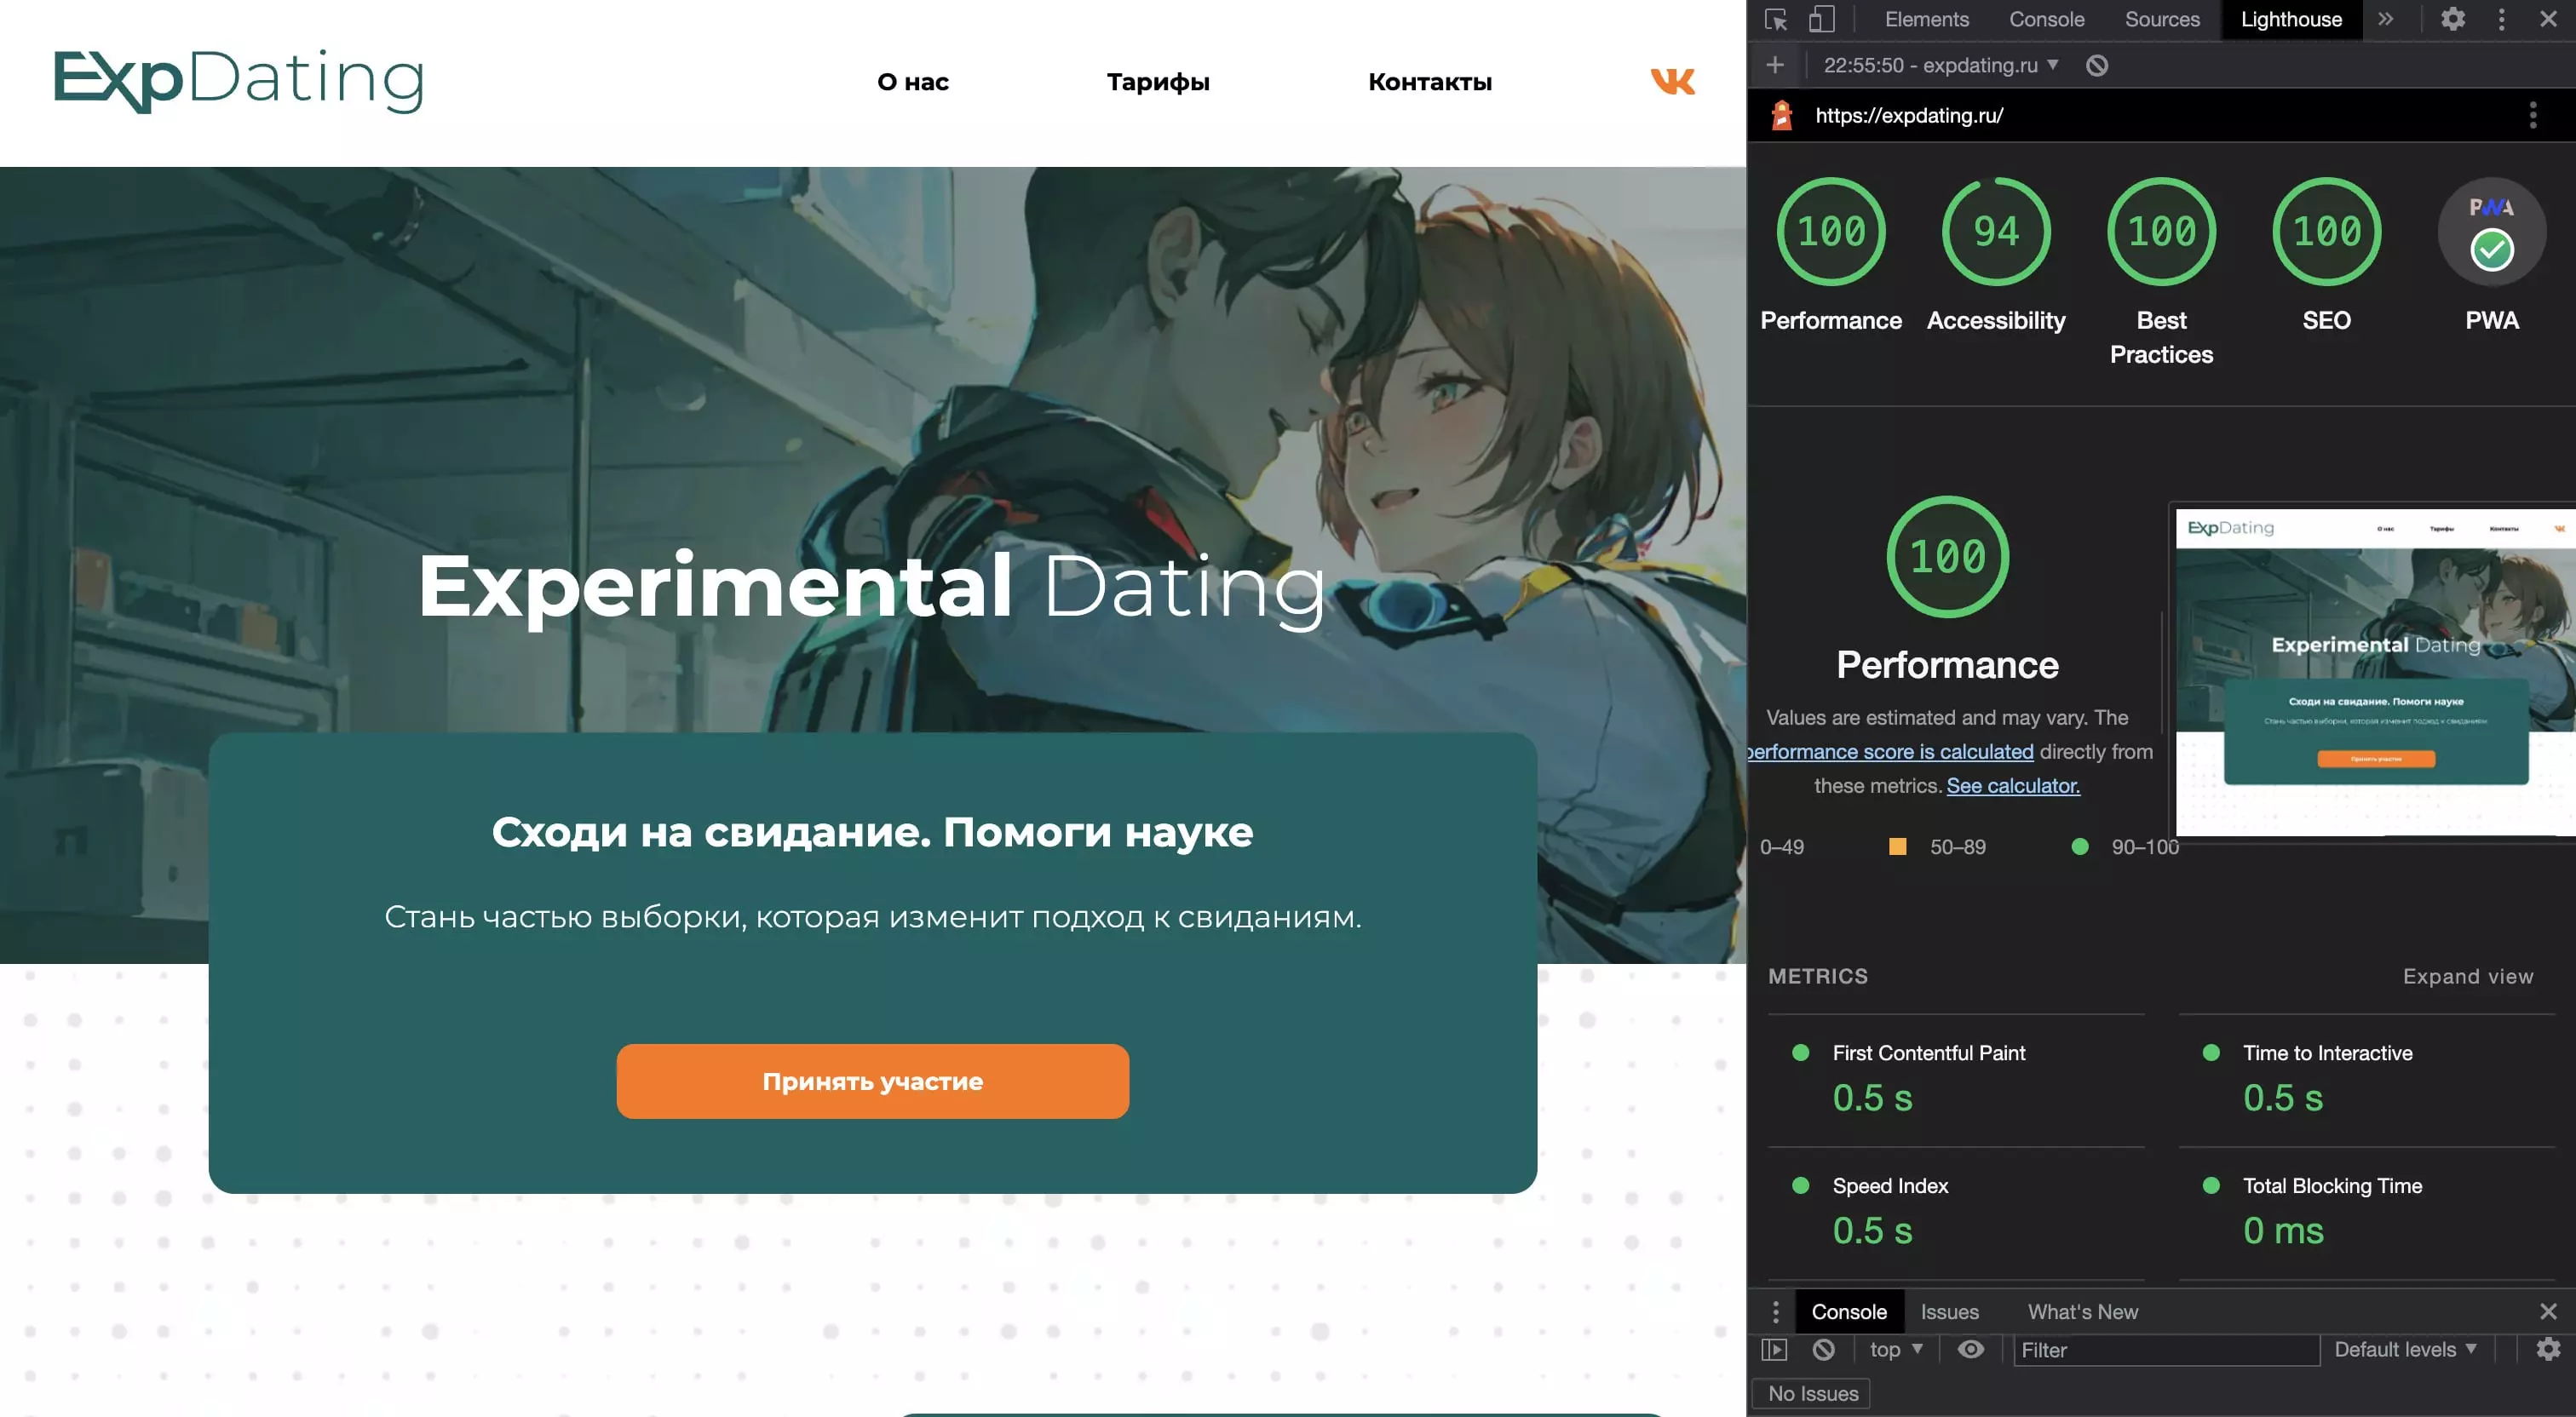 ExpDating
О нас
Тарифы
Контакты
Experimental Dating
Сходи на свидание. Помоги науке
Стань частью выборки, которая изменит подход к свиданиям.
Принять участие
Elements Console Sources Lighthouse
22:55:50 - expdating.ru
https://expdating.ru/
100
94
100
100
PWA
Performance
Accessibility
Best
Practices
SEO
PWA
100
Performance
Values are estimated and may vary. The
performance score is calculated directly from
these metrics. See calculator.
0–49 50–89 90–100
ExpDating
О нас
Тарифы
Контакты
Experimental Dating
Сходи на свидание. Помоги науке
Стань частью выборки, которая изменит подход к свиданиям
Принять участие
METRICS
Expand view
First Contentful Paint
0.5 s
Time to Interactive
0.5 s
Speed Index
0.5 s
Total Blocking Time
0 ms
Console Issues What's New
top Filter Default levels
No Issues